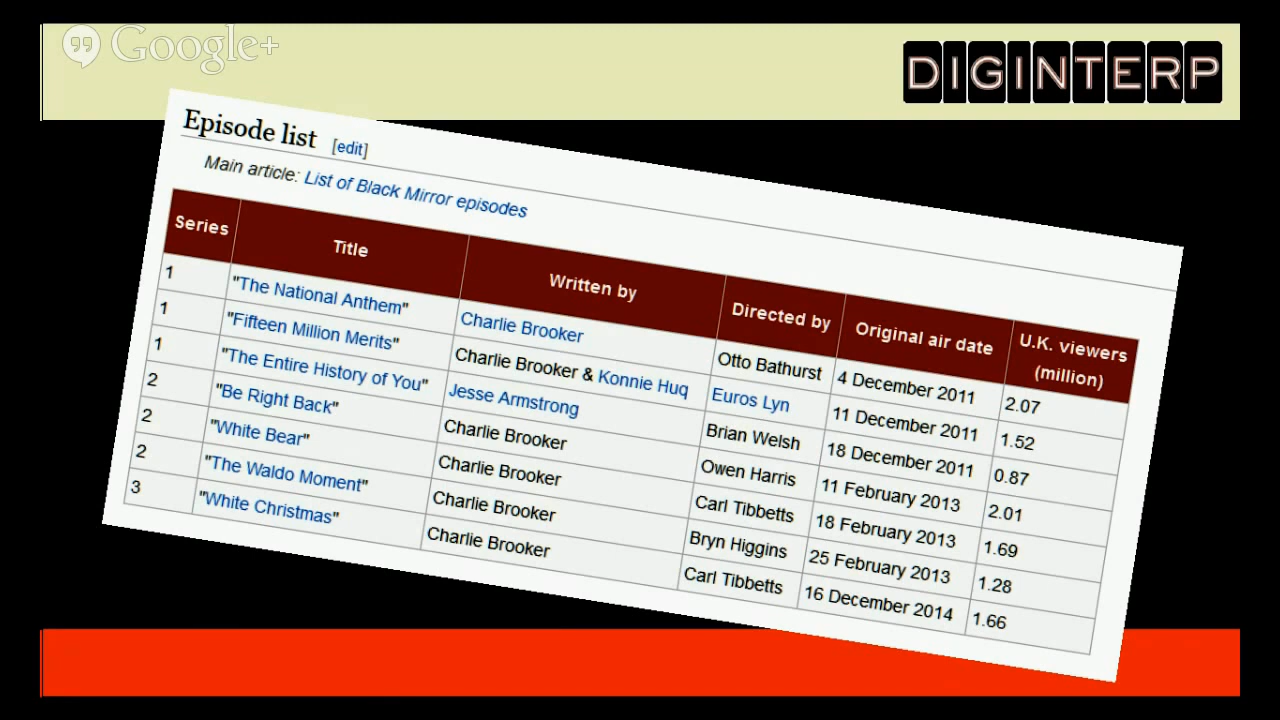 Google+
DIGINTERP
Episode list [edit]
Main article: List of Black Mirror episodes
Series Title Written by Directed by Original air date U.K. viewers (million)
1 "The National Anthem" Charlie Brooker Otto Bathurst 4 December 2011 2.07
1 "Fifteen Million Merits" Charlie Brooker & Konnie Huq Euros Lyn 11 December 2011 1.52
1 "The Entire History of You" Jesse Armstrong Brian Welsh 18 December 2011 0.87
2 "Be Right Back" Charlie Brooker Owen Harris 11 February 2013 2.01
2 "White Bear" Charlie Brooker Carl Tibbetts 18 February 2013 1.69
2 "The Waldo Moment" Charlie Brooker Bryn Higgins 25 February 2013 1.28
3 "White Christmas" Charlie Brooker Carl Tibbetts 16 December 2014 1.66